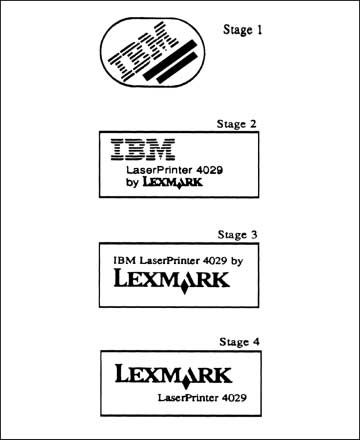 Stage 1
IBM
Stage 2
IBM
LaserPrinter 4029
by LEXMARK
Stage 3
IBM LaserPrinter 4029 by
LEXMARK
Stage 4
LEXMARK
LaserPrinter 4029